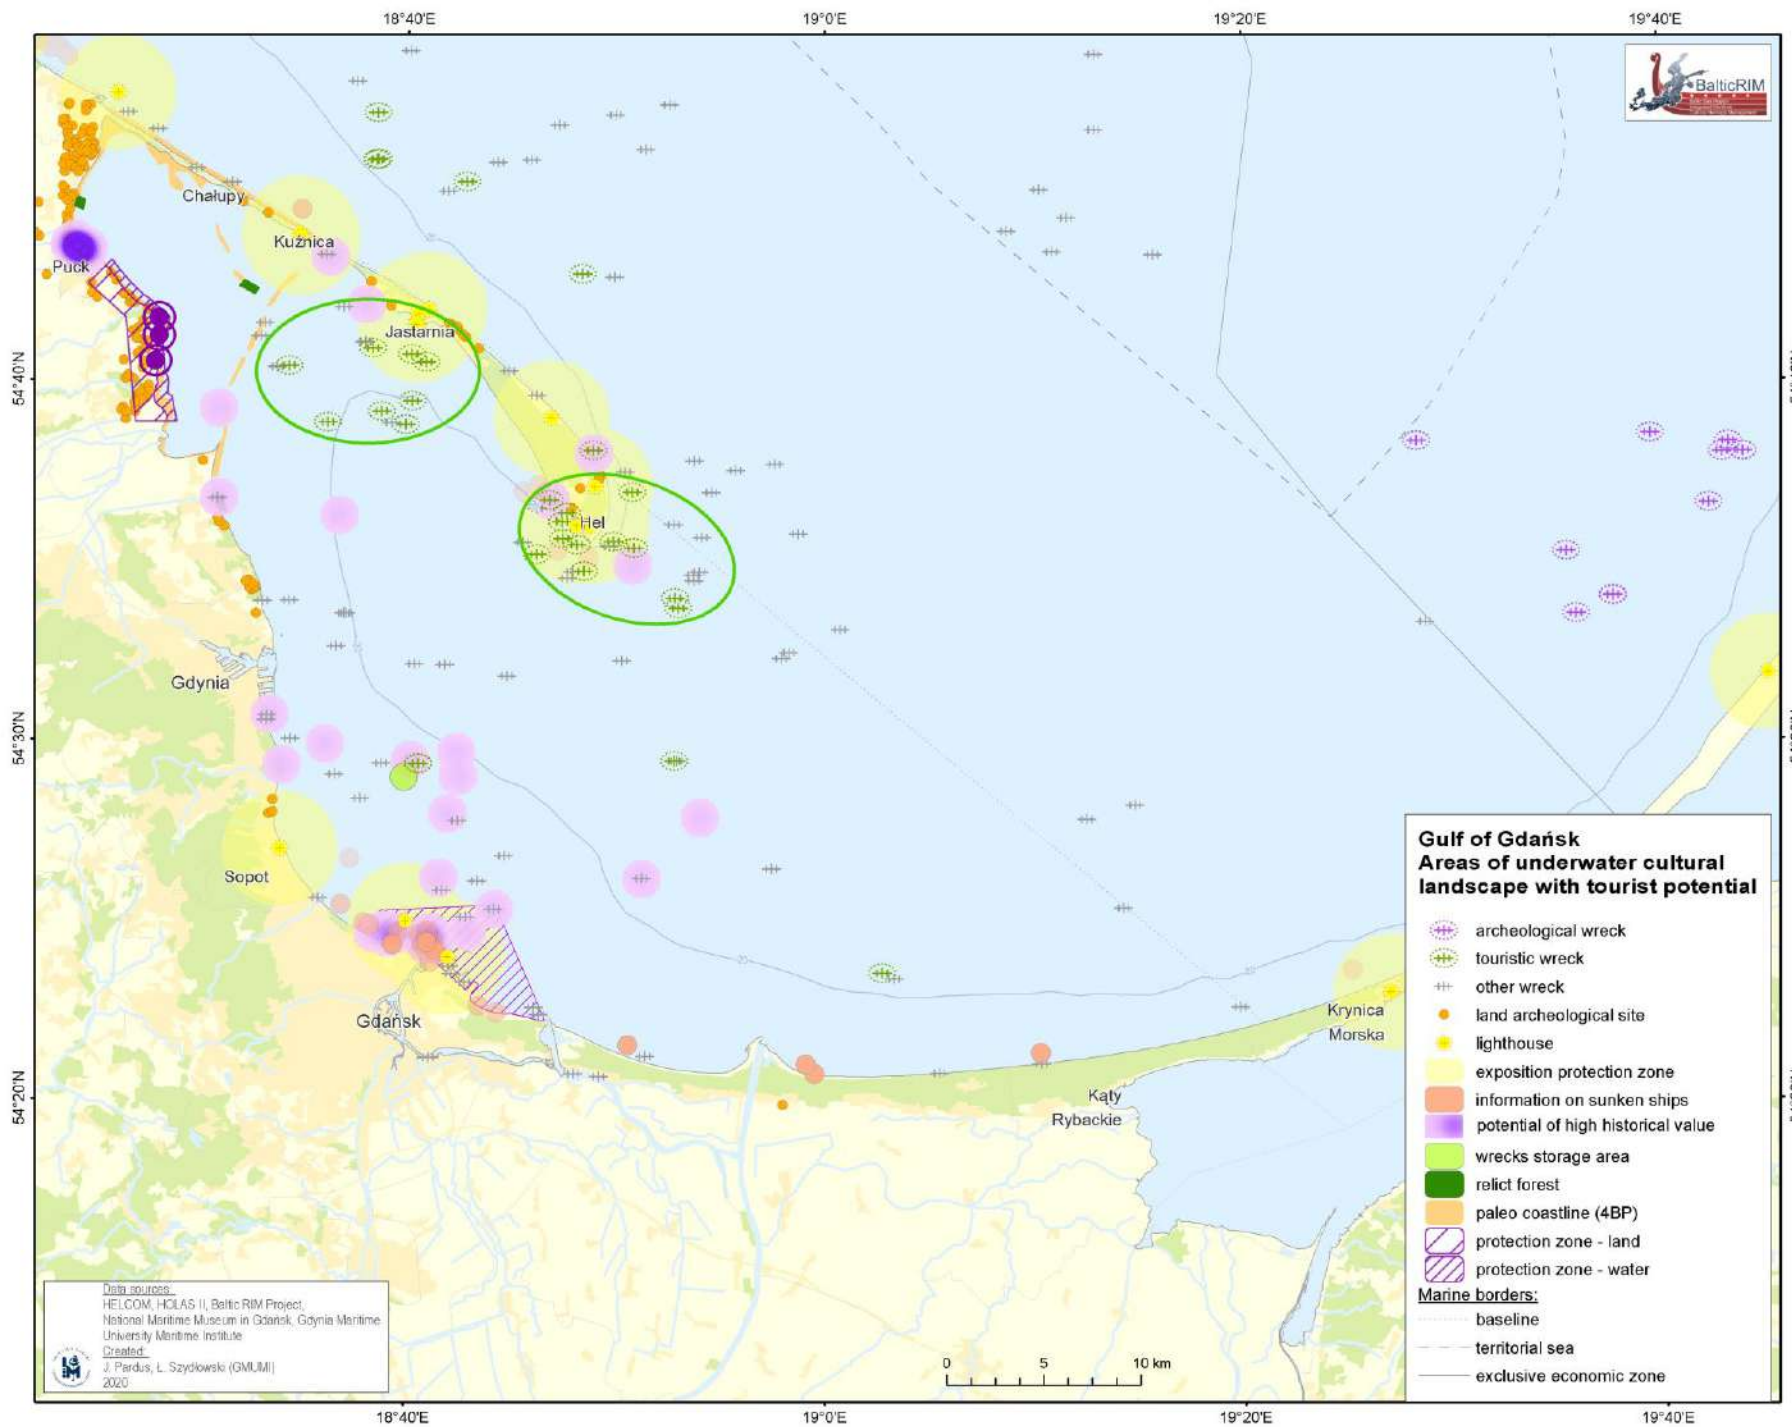 18°40'E 19°0'E 19°20'E 19°40'E
BalticRIM
Chałupy
Kuźnica
Puck
Jastarnia
54°40'N
Hel
Gdynia
54°30'N
Sopot
Gdańsk
Krynica
Morska
54°20'N
Kąty
Rybackie
Gulf of Gdańsk
Areas of underwater cultural
landscape with tourist potential
archeological wreck
touristic wreck
other wreck
land archeological site
lighthouse
exposition protection zone
information on sunken ships
potential of high historical value
wrecks storage area
relict forest
paleo coastline (4BP)
protection zone - land
protection zone - water
Marine borders:
baseline
territorial sea
exclusive economic zone
Data sources:
HELCOM, HOLAS II, Baltic RIM Project,
National Maritime Museum in Gdańsk, Gdynia Maritime
University Maritime Institute
Created:
J. Pardus, Ł. Szydłowski (GMUMI)
2020
0 5 10 km
18°40'E 19°0'E 19°20'E 19°40'E